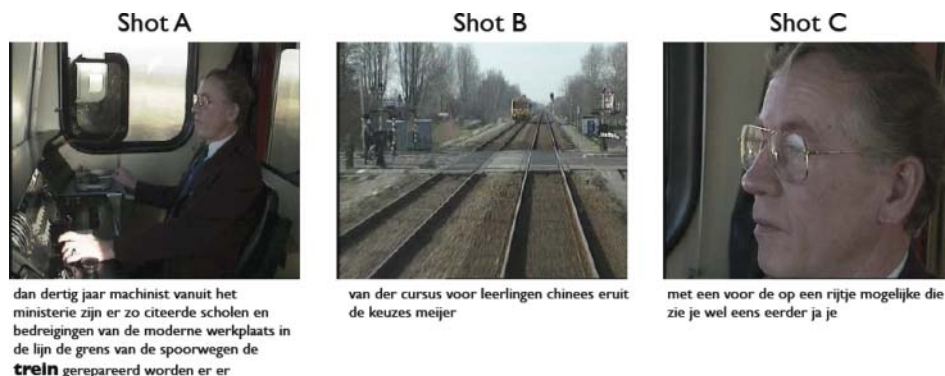 Shot A
Shot B
Shot C
dan dertig jaar machinist vanuit het
ministerie zijn er zo citeerde scholen en
bedreigingen van de moderne werkplaats in
de lijn de grens van de spoorwegen de
trein gerepareerd worden er er
van der cursus voor leerlingen chinees eruit
de keuzes meijer
met een voor de op een rijtje mogelijke die
zie je wel eens eerder ja je